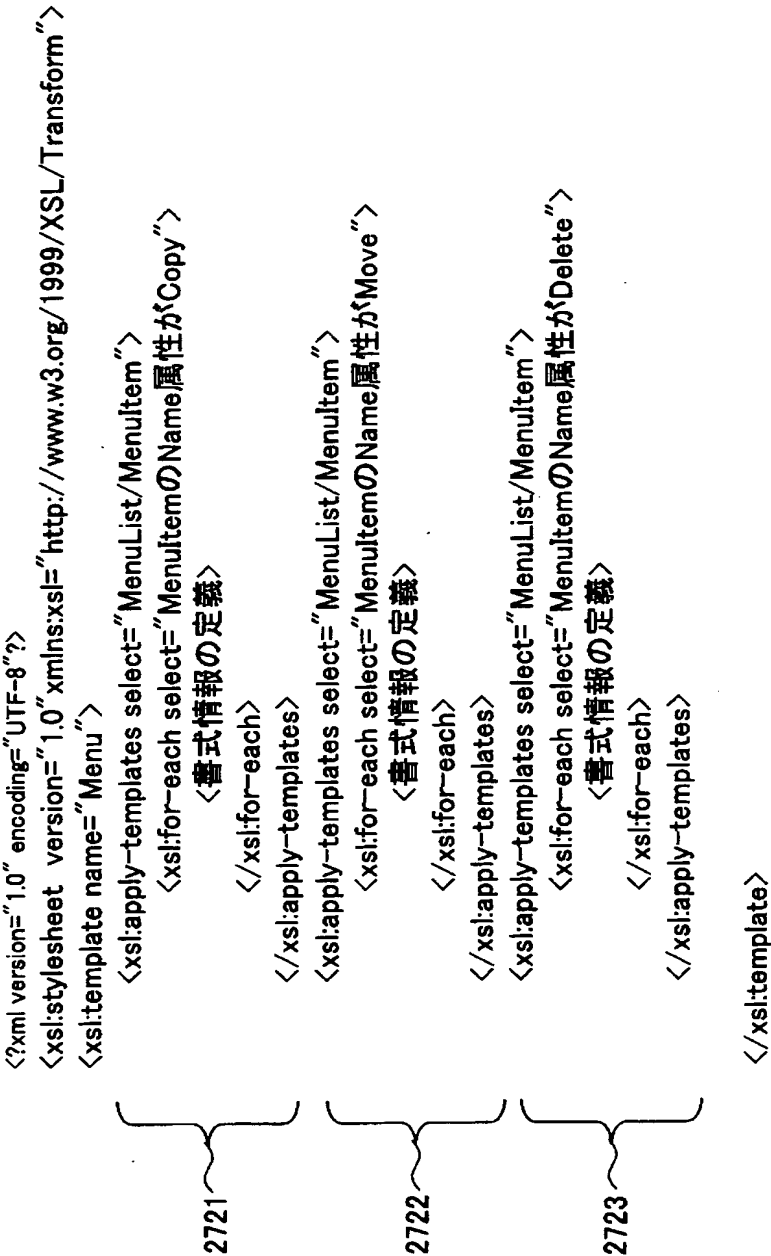 <?xml version="1.0" encoding="UTF-8"?>
<xsl:stylesheet version="1.0" xmlns:xsl="http://www.w3.org/1999/XSL/Transform">
<xsl:template name="Menu">
<xsl:apply-templates select="MenuList/MenuItem">
<xsl:for-each select="MenuItemのName属性がCopy">
<書式情報の定義>
</xsl:for-each>
</xsl:apply-templates>
<xsl:apply-templates select="MenuList/MenuItem">
<xsl:for-each select="MenuItemのName属性がMove">
<書式情報の定義>
</xsl:for-each>
</xsl:apply-templates>
<xsl:apply-templates select="MenuList/MenuItem">
<xsl:for-each select="MenuItemのName属性がDelete">
<書式情報の定義>
</xsl:for-each>
</xsl:apply-templates>
</xsl:template>
2721
2722
2723